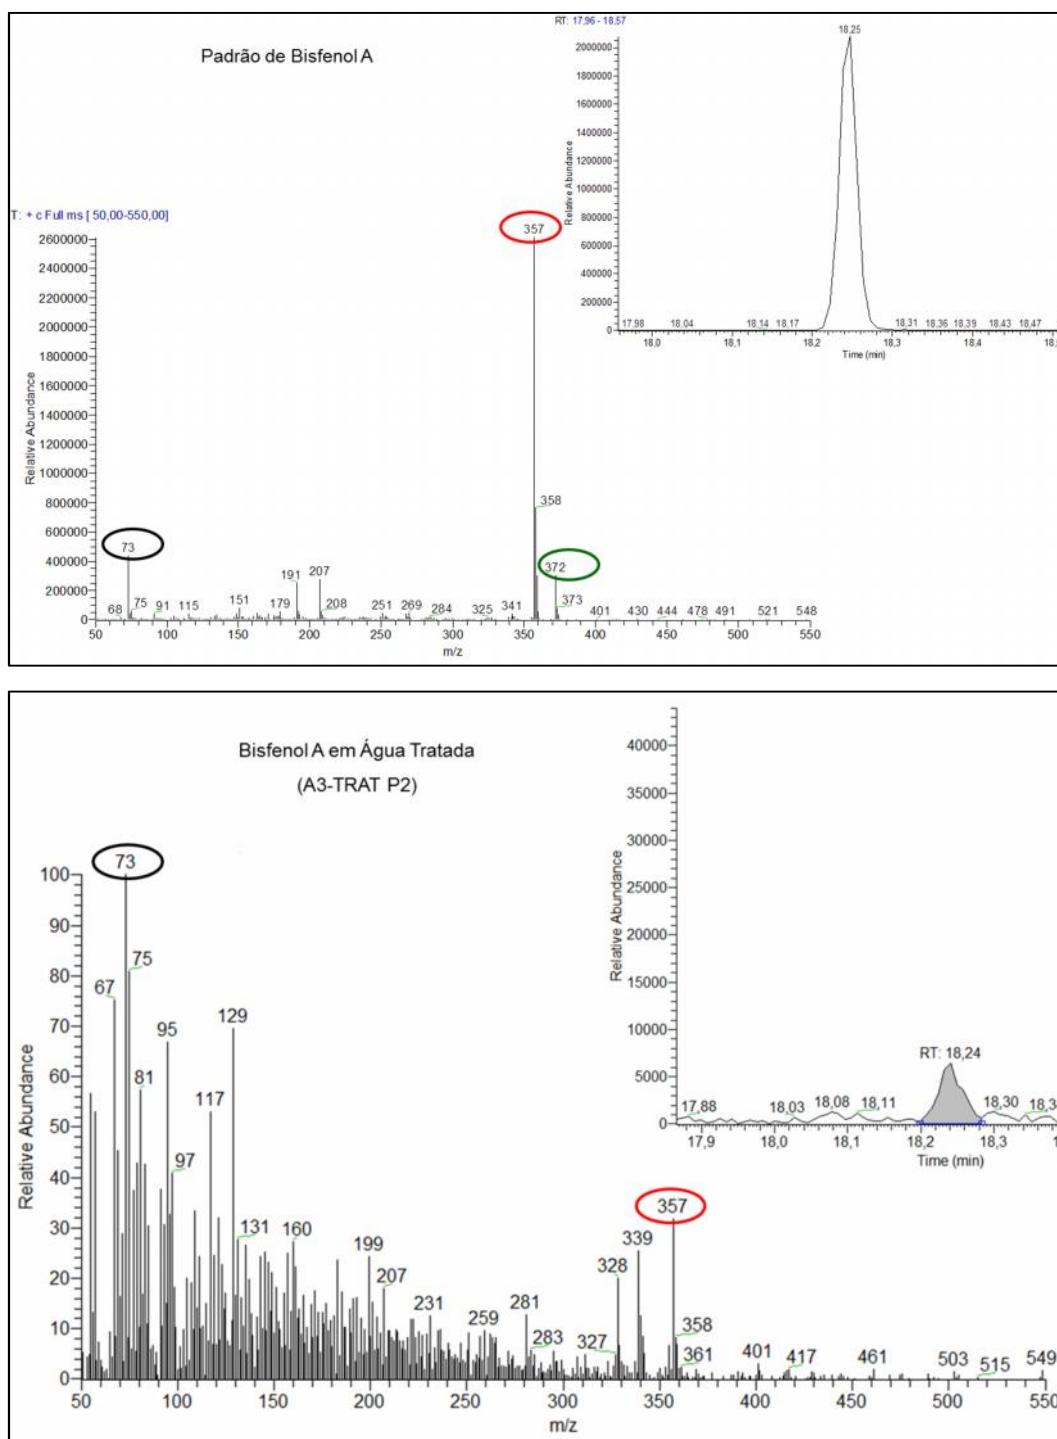 RT: 17,96 - 18,57
Padrão de Bisfenol A
18,25
2000000
1800000
1600000
1400000
1200000
1000000
800000
600000
400000
200000
0
Relative Abundance
17,98 18,04 18,14 18,17 18,31 18,36 18,39 18,43 18,47
18,0 18,1 18,2 18,3 18,4
Time (min)
T: + c Full ms [ 50,00-550,00]
357
2600000
2400000
2200000
2000000
1800000
1600000
1400000
1200000
1000000
800000
600000
400000
200000
0
Relative Abundance
358
73
372
191 207
68 75 91 115 151 179 208 251 269 284 325 341 373 401 430 444 478 491 521 548
50 100 150 200 250 300 350 400 450 500 550
m/z
Bisfenol A em Água Tratada
(A3-TRAT P2)
40000
35000
30000
25000
20000
15000
10000
5000
0
Relative Abundance
RT: 18,24
17,88 18,03 18,08 18,11 18,30
17,9 18,0 18,1 18,2 18,3
Time (min)
73
100
90
80
70
60
50
40
30
20
10
0
Relative Abundance
75
67
129
95
81
117
97
357
131 160
199
339
328
207
231 259 281
283 327 358
361 401 417 461 503 515 549
50 100 150 200 250 300 350 400 450 500 550
m/z